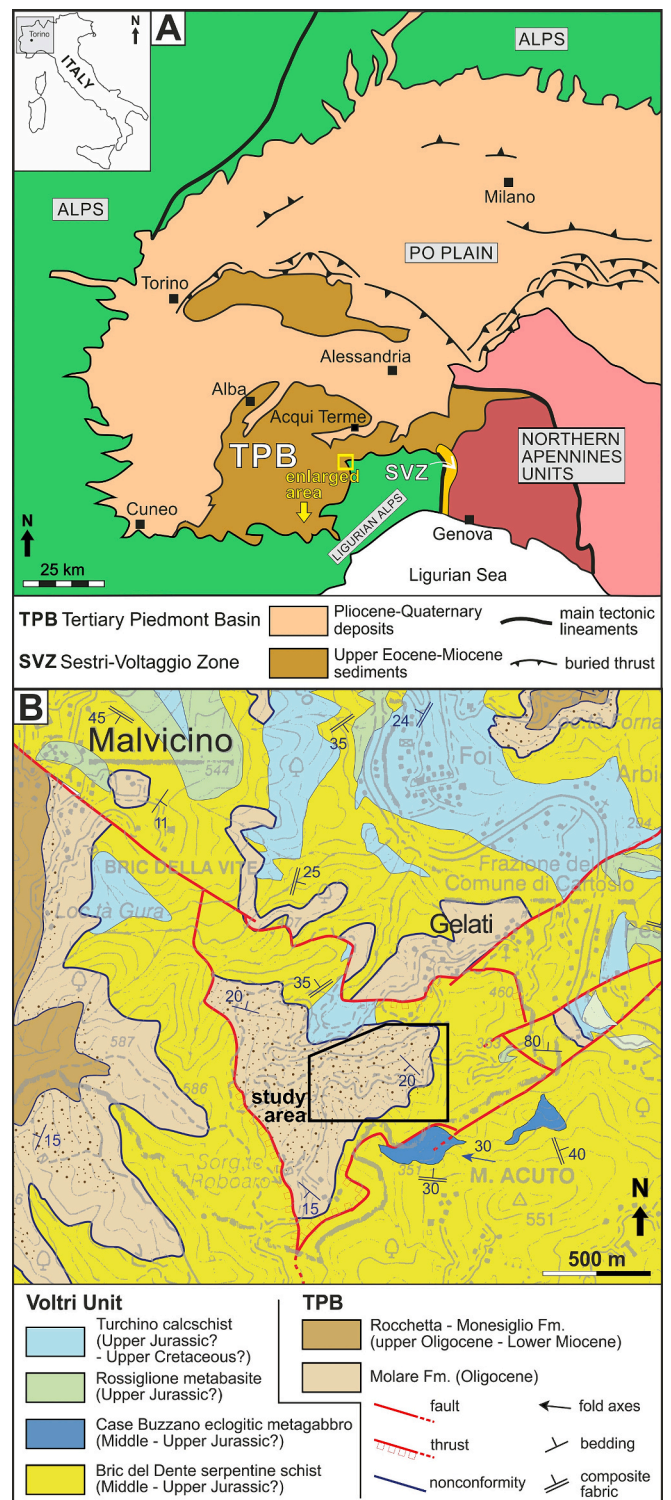 Torino
ITALY
N
A
ALPS
ALPS
Milano
PO PLAIN
Torino
Alessandria
Alba
Acqui Terme
TPB
SVZ
enlarged
area
NORTHERN
APENNINES
UNITS
LIGURIAN ALPS
Cuneo
Genova
N
25 km
Ligurian Sea
TPB Tertiary Piedmont Basin
Pliocene-Quaternary
deposits
main tectonic
lineaments
SVZ Sestri-Voltaggio Zone
Upper Eocene-Miocene
sediments
buried thrust
B
45
24
35
Malvicino
544
Foi
11
294
BRIC DELLA VITE
25
Frazione del
Comune di Cartosio
Loc.tà Gura
Gelati
35
20
460
80
587
586
20
study
area
15
Sorg.te
Roboaro
351
30
30
40
M. ACUTO
15
551
N
500 m
Voltri Unit
Turchino calcschist
(Upper Jurassic?
- Upper Cretaceous?)
Rossiglione metabasite
(Upper Jurassic?)
Case Buzzano eclogitic metagabbro
(Middle - Upper Jurassic?)
Bric del Dente serpentine schist
(Middle - Upper Jurassic?)
TPB
Rocchetta - Monesiglio Fm.
(upper Oligocene - Lower Miocene)
Molare Fm. (Oligocene)
fault
fold axes
thrust
bedding
nonconformity
composite
fabric